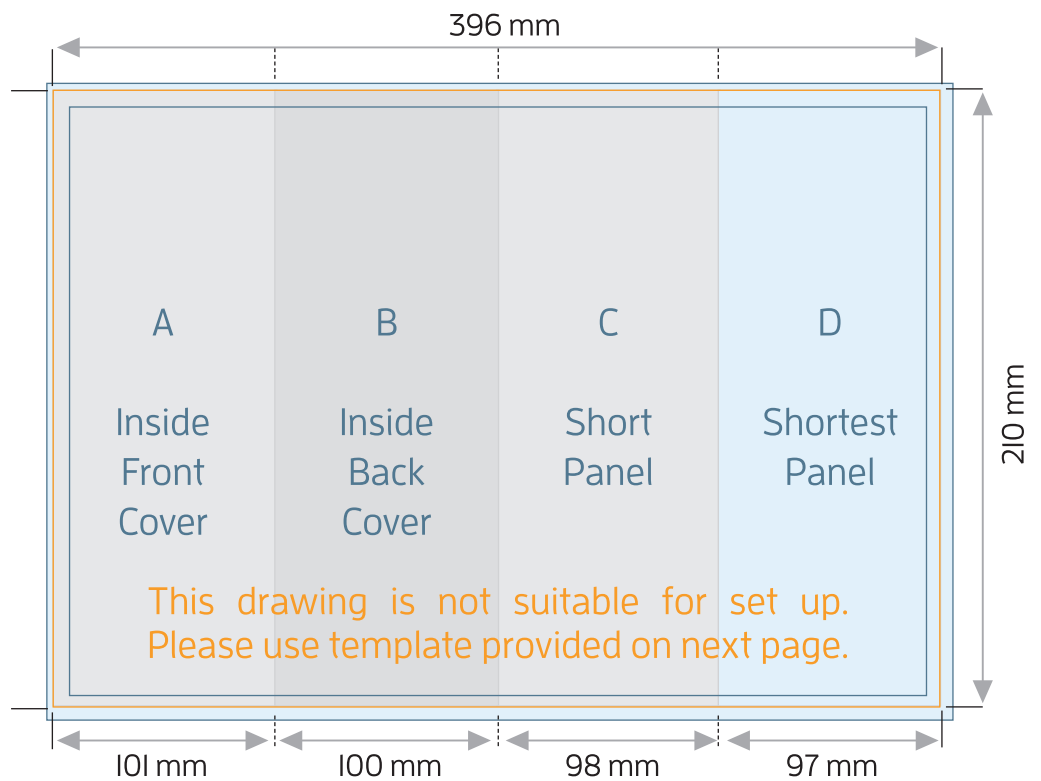 396 mm
A
B
C
D
Inside
Front
Cover
Inside
Back
Cover
Short
Panel
Shortest
Panel
210 mm
This drawing is not suitable for set up.
Please use template provided on next page.
101 mm
100 mm
98 mm
97 mm